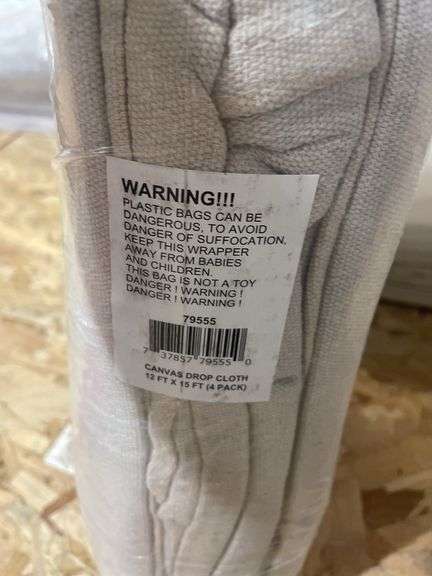 WARNING!!!
PLASTIC BAGS CAN BE
DANGEROUS, TO AVOID
DANGER OF SUFFOCATION,
KEEP THIS WRAPPER
AWAY FROM BABIES
AND CHILDREN.
THIS BAG IS NOT A TOY
DANGER ! WARNING !
DANGER ! WARNING !
79555
7 37857 79555 0
CANVAS DROP CLOTH
12 FT X 15 FT (4 PACK)